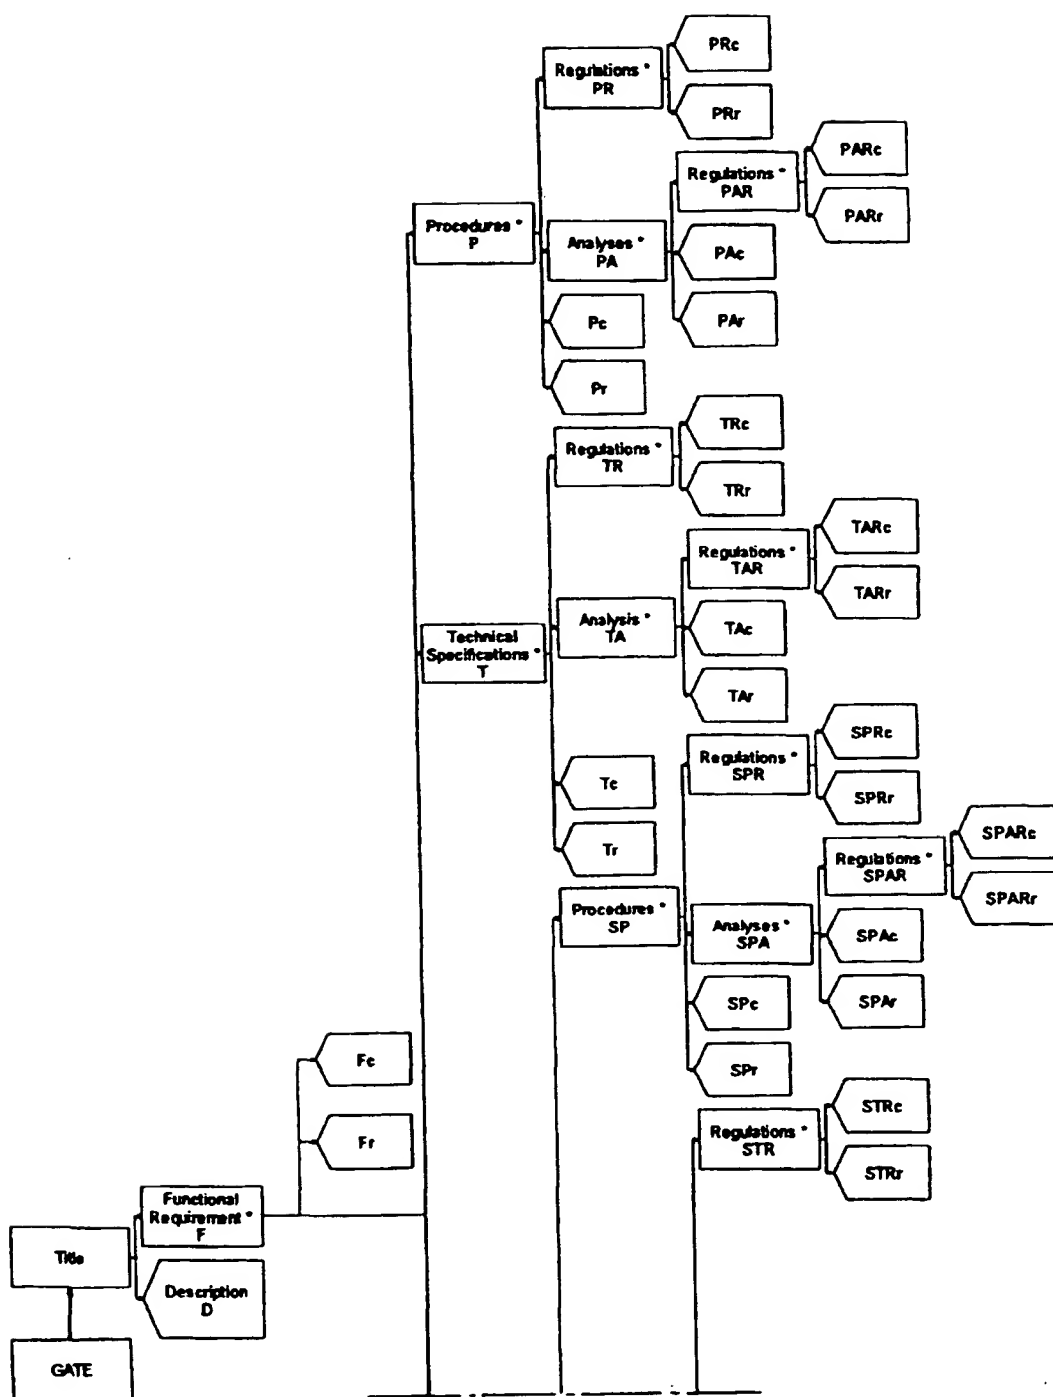 PRc
Regulations *
PR
PRr
PARc
Regulations *
PAR
PARr
Procedures *
P
Analyses *
PA
PAc
PAr
Pc
Pr
TRc
Regulations *
TR
TRr
TARc
Regulations *
TAR
TARr
Analysis *
TA
TAc
Technical
Specifications *
T
TAr
SPRc
Regulations *
SPR
Tc
SPRr
Tr
SPARc
Regulations *
SPAR
SPARr
Procedures *
SP
Analyses *
SPA
SPAc
SPAr
SPc
SPr
Fc
Fr
STRc
Regulations *
STR
STRr
Functional
Requirement *
F
Title
Description
D
GATE